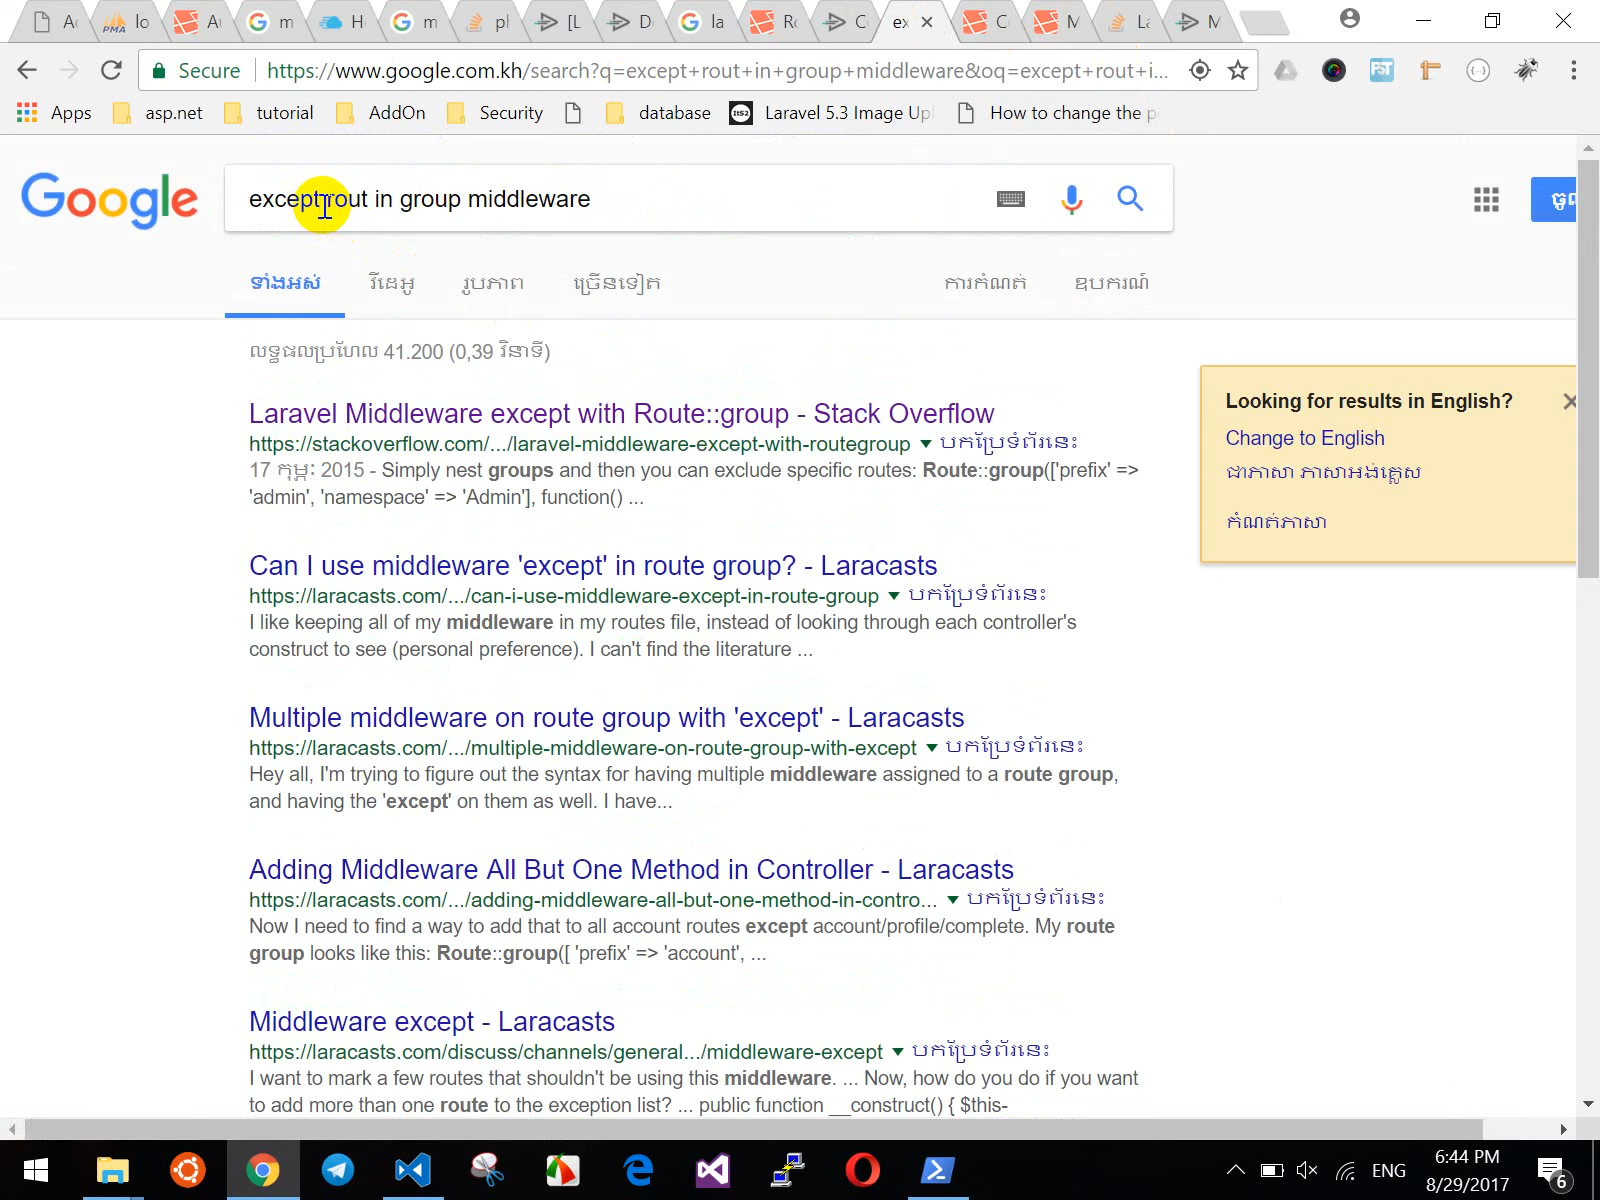 Ac
lo
Au
m
H
m
ph
[L
D
la
Ro
C
ex
C
M
La
M
Secure
https://www.google.com.kh/search?q=except+rout+in+group+middleware&oq=except+rout+i...
Apps
asp.net
tutorial
AddOn
Security
database
Laravel 5.3 Image Up
How to change the p
Google
except rout in group middleware
ចូល
ទាំងអស់
វីដេអូ
រូបភាព
ច្រើនទៀត
ការកំណត់
ឧបករណ៍
លទ្ធផលប្រហែល 41.200 (0,39 វិនាទី)
Laravel Middleware except with Route::group - Stack Overflow
https://stackoverflow.com/.../laravel-middleware-except-with-routegroup ▼ បកប្រែទំព័រនេះ
17 កុម្ភៈ 2015 - Simply nest groups and then you can exclude specific routes: Route::group(['prefix' =>
'admin', 'namespace' => 'Admin'], function() ...
Can I use middleware 'except' in route group? - Laracasts
https://laracasts.com/.../can-i-use-middleware-except-in-route-group ▼ បកប្រែទំព័រនេះ
I like keeping all of my middleware in my routes file, instead of looking through each controller's
construct to see (personal preference). I can't find the literature ...
Multiple middleware on route group with 'except' - Laracasts
https://laracasts.com/.../multiple-middleware-on-route-group-with-except ▼ បកប្រែទំព័រនេះ
Hey all, I'm trying to figure out the syntax for having multiple middleware assigned to a route group,
and having the 'except' on them as well. I have...
Adding Middleware All But One Method in Controller - Laracasts
https://laracasts.com/.../adding-middleware-all-but-one-method-in-contro... ▼ បកប្រែទំព័រនេះ
Now I need to find a way to add that to all account routes except account/profile/complete. My route
group looks like this: Route::group([ 'prefix' => 'account', ...
Middleware except - Laracasts
https://laracasts.com/discuss/channels/general.../middleware-except ▼ បកប្រែទំព័រនេះ
I want to mark a few routes that shouldn't be using this middleware. ... Now, how do you do if you want
to add more than one route to the exception list? ... public function __construct() { $this-
Looking for results in English?
Change to English
ជាភាសា ភាសាអង់គ្លេស
កំណត់ភាសា
ENG
6:44 PM
8/29/2017
6